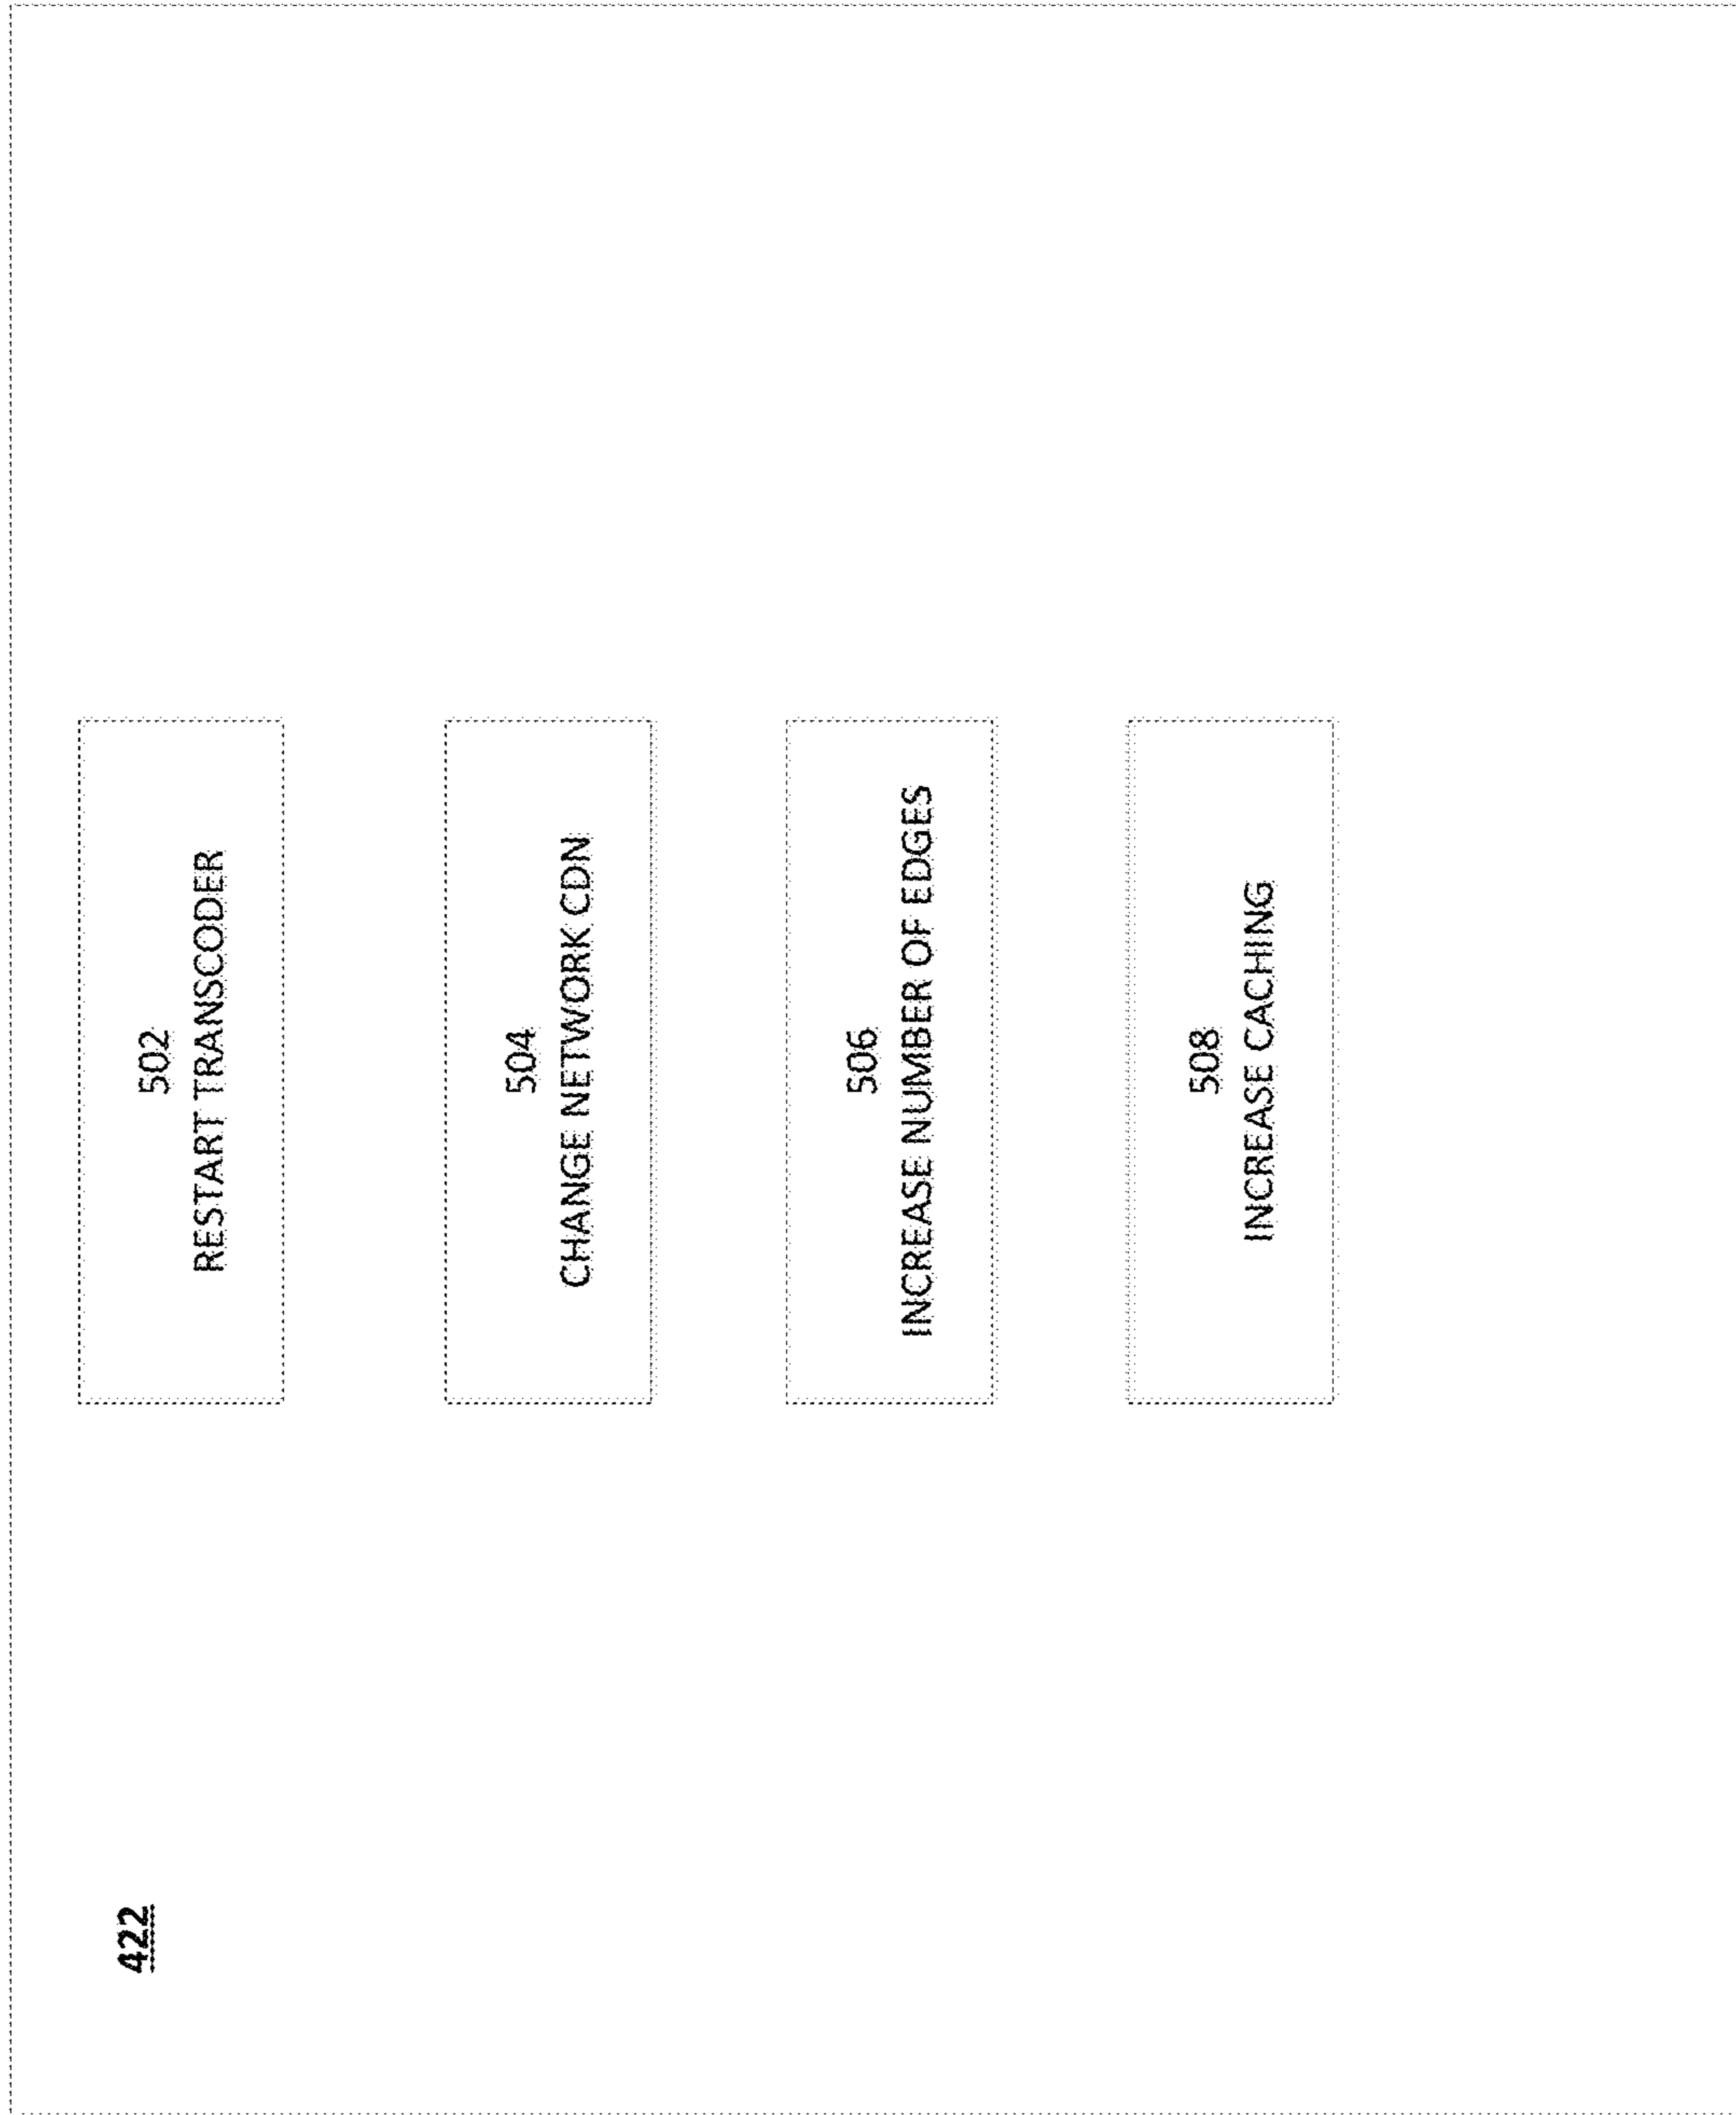 422
502
RESTART TRANSCODER
504
CHANGE NETWORK CDN
506
INCREASE NUMBER OF EDGES
508
INCREASE CACHING